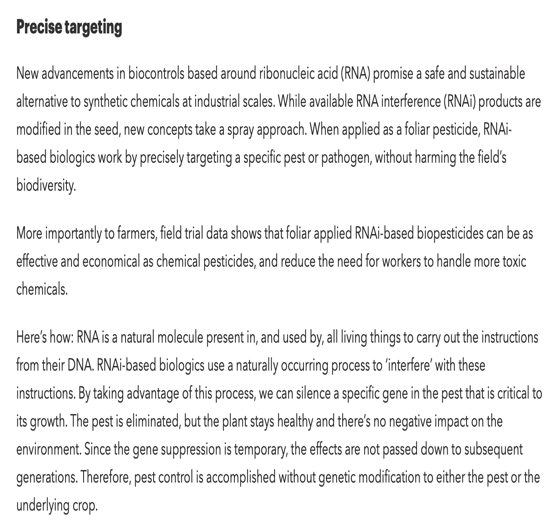 Precise targeting
New advancements in biocontrols based around ribonucleic acid (RNA) promise a safe and sustainable
alternative to synthetic chemicals at industrial scales. While available RNA interference (RNAi) products are
modified in the seed, new concepts take a spray approach. When applied as a foliar pesticide, RNAi-
based biologics work by precisely targeting a specific pest or pathogen, without harming the field's
biodiversity.
More importantly to farmers, field trial data shows that foliar applied RNAi-based biopesticides can be as
effective and economical as chemical pesticides, and reduce the need for workers to handle more toxic
chemicals.
Here's how: RNA is a natural molecule present in, and used by, all living things to carry out the instructions
from their DNA. RNAi-based biologics use a naturally occurring process to 'interfere' with these
instructions. By taking advantage of this process, we can silence a specific gene in the pest that is critical to
its growth. The pest is eliminated, but the plant stays healthy and there's no negative impact on the
environment. Since the gene suppression is temporary, the effects are not passed down to subsequent
generations. Therefore, pest control is accomplished without genetic modification to either the pest or the
underlying crop.